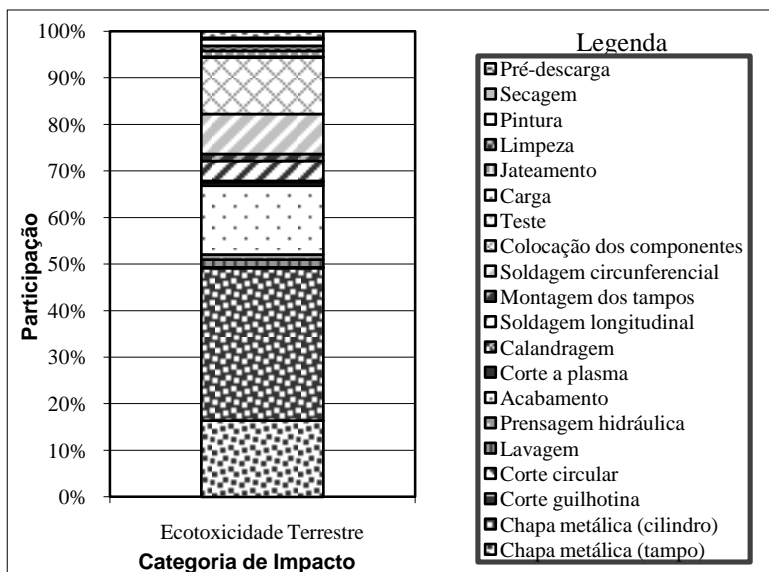 100%
90%
80%
70%
60%
50%
40%
30%
20%
10%
0%
Participação
Ecotoxicidade Terrestre
Categoria de Impacto
Legenda
Pré-descarga
Secagem
Pintura
Limpeza
Jateamento
Carga
Teste
Colocação dos componentes
Soldagem circunferencial
Montagem dos tampos
Soldagem longitudinal
Calandragem
Corte a plasma
Acabamento
Prensagem hidráulica
Lavagem
Corte circular
Corte guilhotina
Chapa metálica (cilindro)
Chapa metálica (tampo)